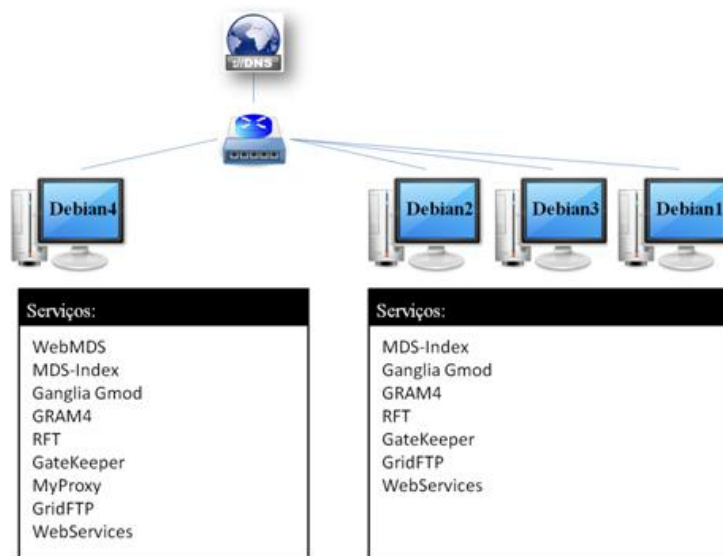 ://DNS
Debian4
Debian2
Debian3
Debian1
Serviços:
WebMDS
MDS-Index
Ganglia Gmod
GRAM4
RFT
GateKeeper
MyProxy
GridFTP
WebServices
Serviços:
MDS-Index
Ganglia Gmod
GRAM4
RFT
GateKeeper
GridFTP
WebServices